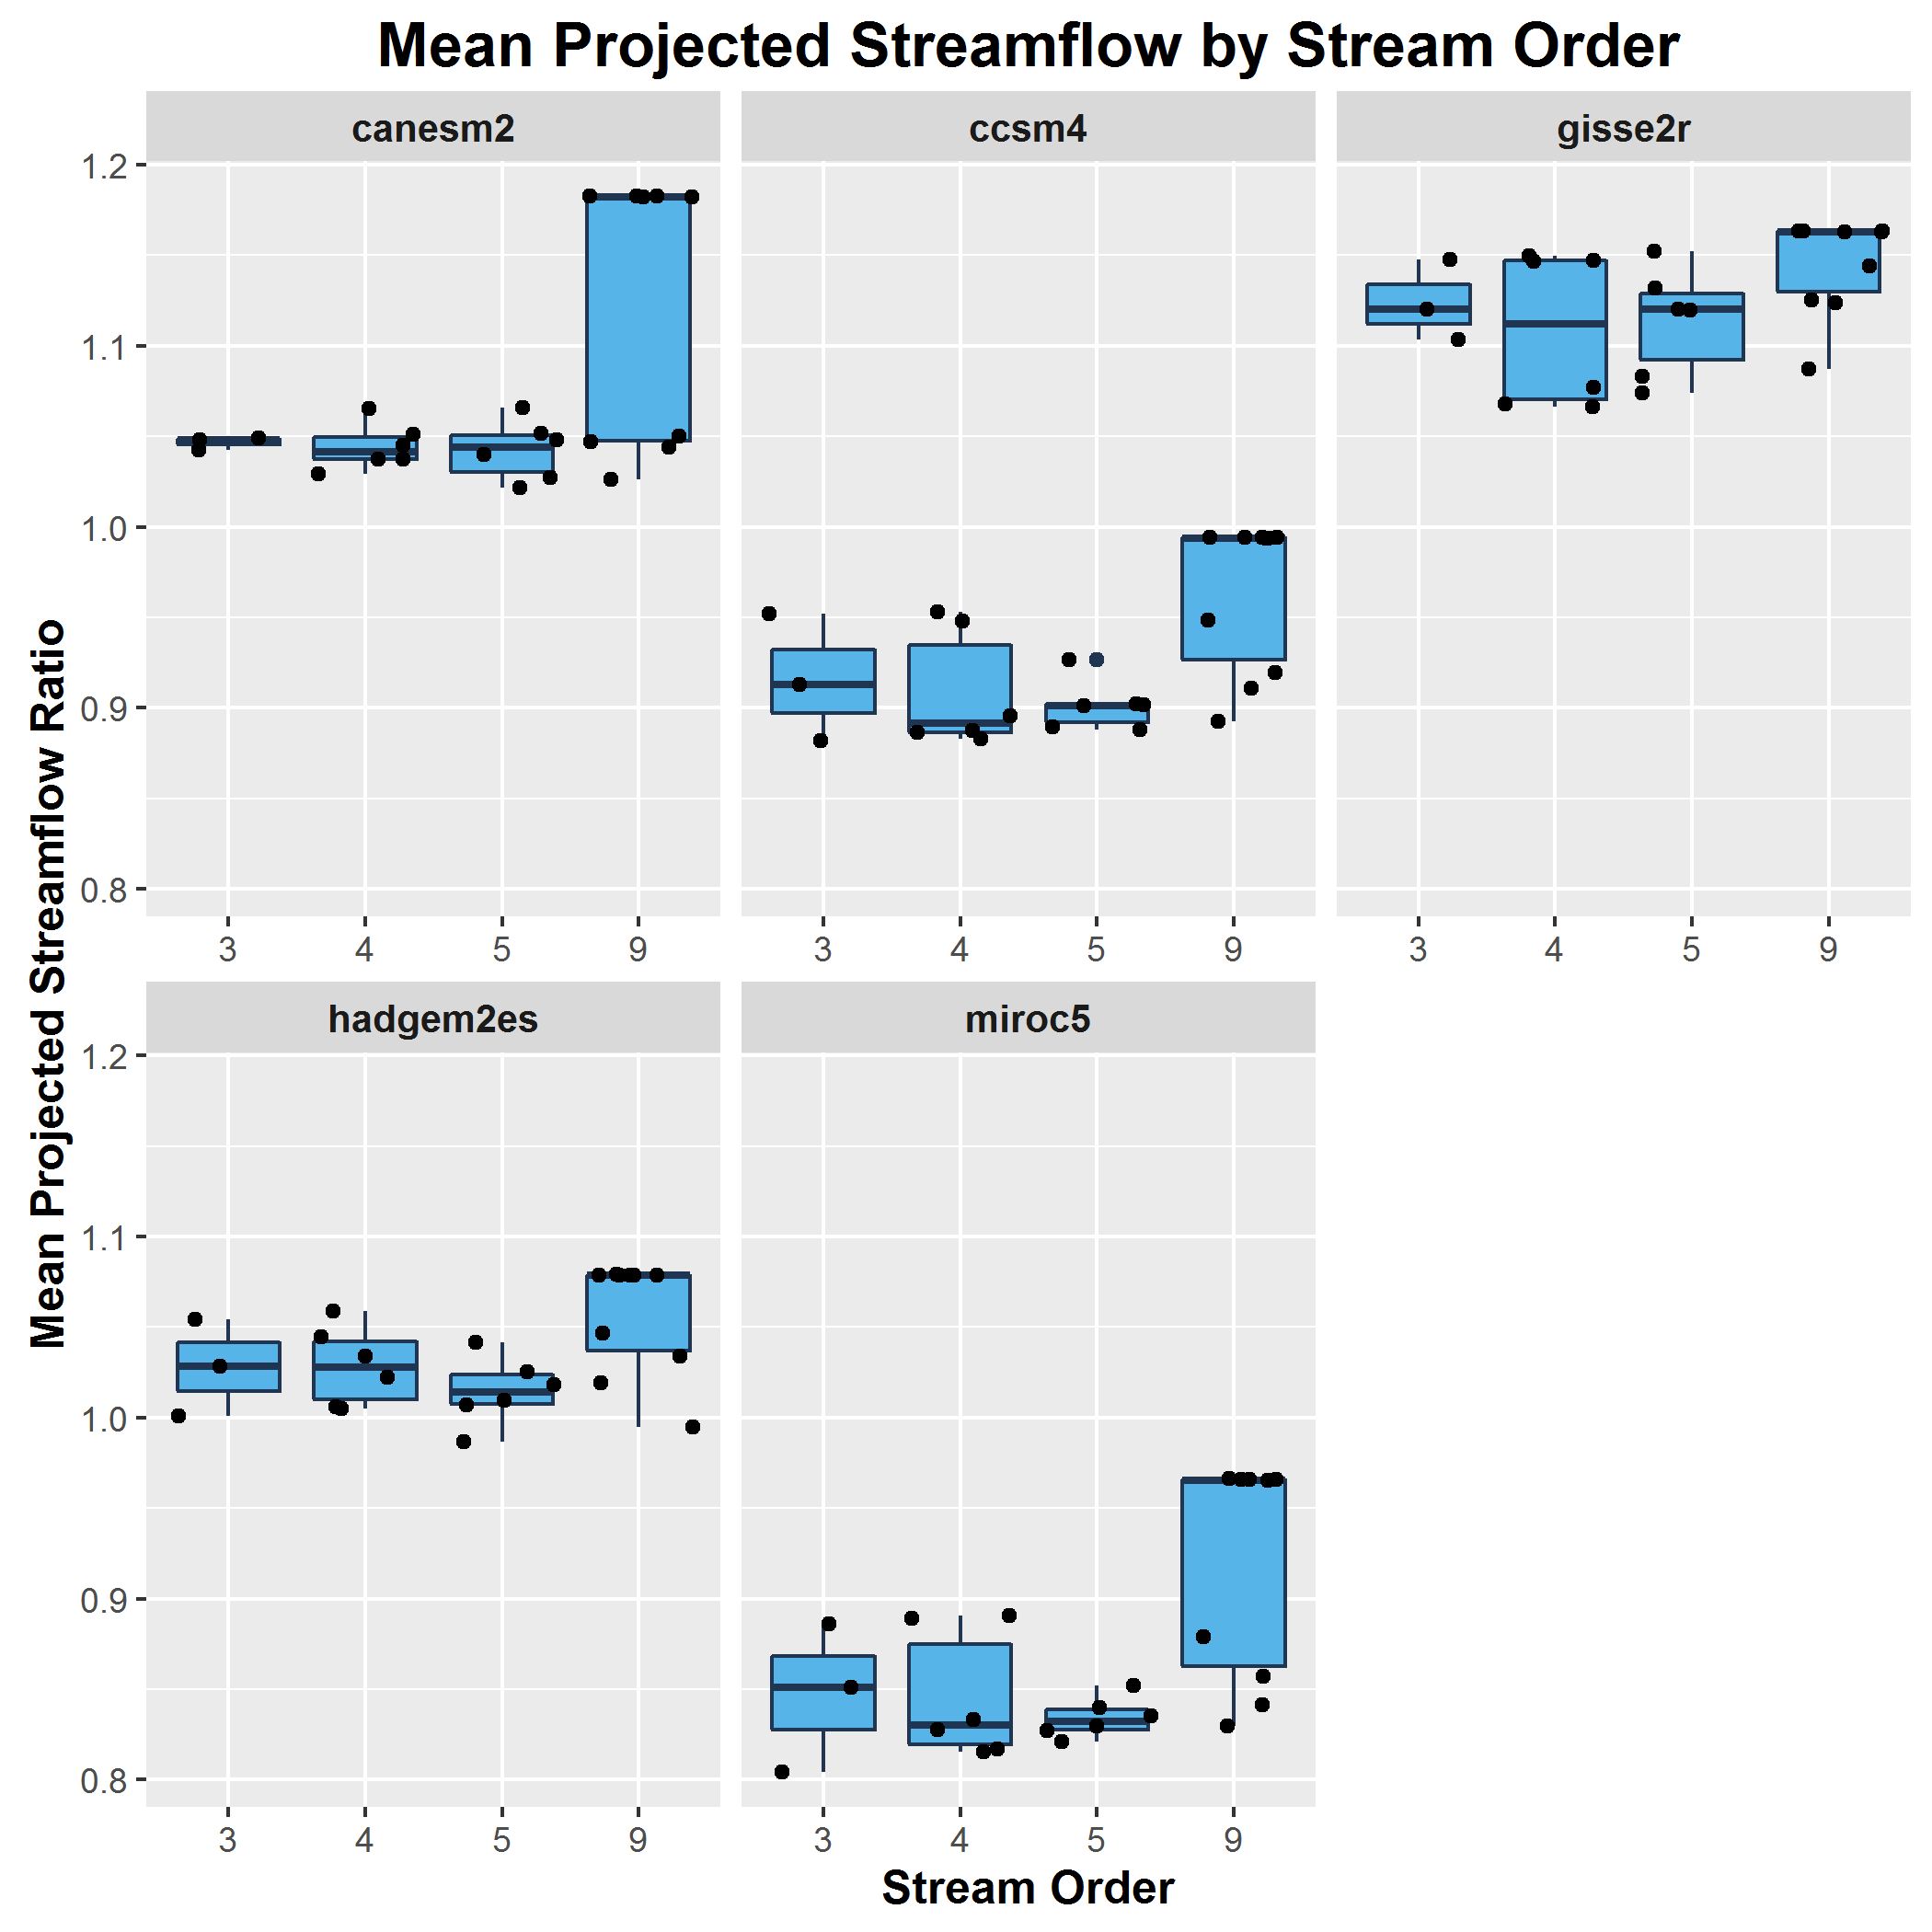 Mean Projected Streamflow by Stream Order
canesm2
ccsm4
gisse2r
1.2
1.1
1.0
0.9
0.8
3 4 5 9
3 4 5 9
3 4 5 9
Mean Projected Streamflow Ratio
hadgem2es
miroc5
1.2
1.1
1.0
0.9
0.8
3 4 5 9
3 4 5 9
Stream Order